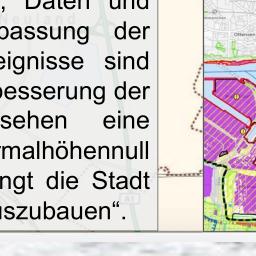 , Daten und
passung der
eignisse sind
besserung der
sehen eine
rmalhöhennull
ngt die Stadt
uszubauen“.